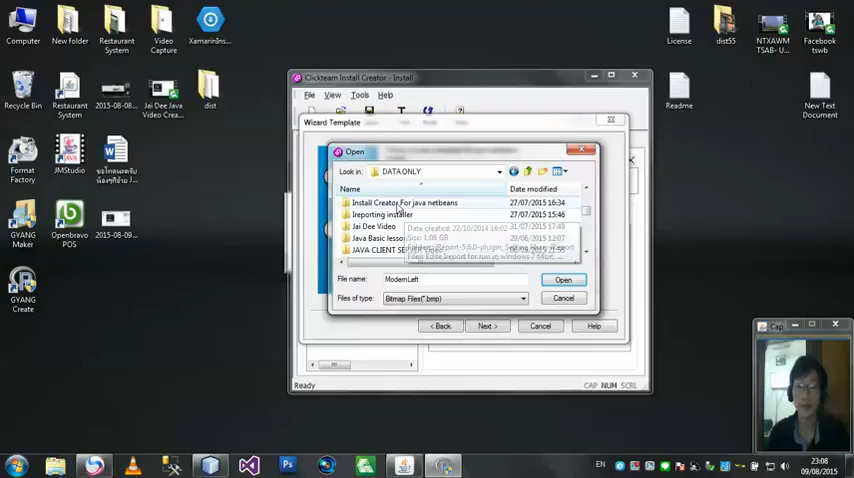 Computer
New folder
Restaurant
System
Video
Capture
XamarinIns...
License
dist55
NTXAWM
TSAB- U...
Facebook
tswb
Recycle Bin
Restaurant
System
2015-08-08...
Jai Dee Java
Video Crea...
dist
Readme
New Text
Document
Format
Factory
JMStudio
GYANG
Maker
Openbravo
POS
2015-08-09...
GYANG
Create
Clickteam Install Creator - Install
File View Tools Help
Wizard Template
Open
Look in: DATA ONLY
Name Date modified
Install Creator For java netbeans 27/07/2015 16:34
Ireporting installer 27/07/2015 15:46
Jai Dee Video 31/07/2015 17:49
Java Basic lesso 29/06/2015 12:07
JAVA CLIENT SE
Date created: 22/10/2014 16:02
Size: 1.08 GB
File name: ModernLeft Open
Files of type: Bitmap Files(*.bmp) Cancel
< Back Next > Cancel Help
Ready CAP NUM SCRL
Cap
EN
23:08
09/08/2015